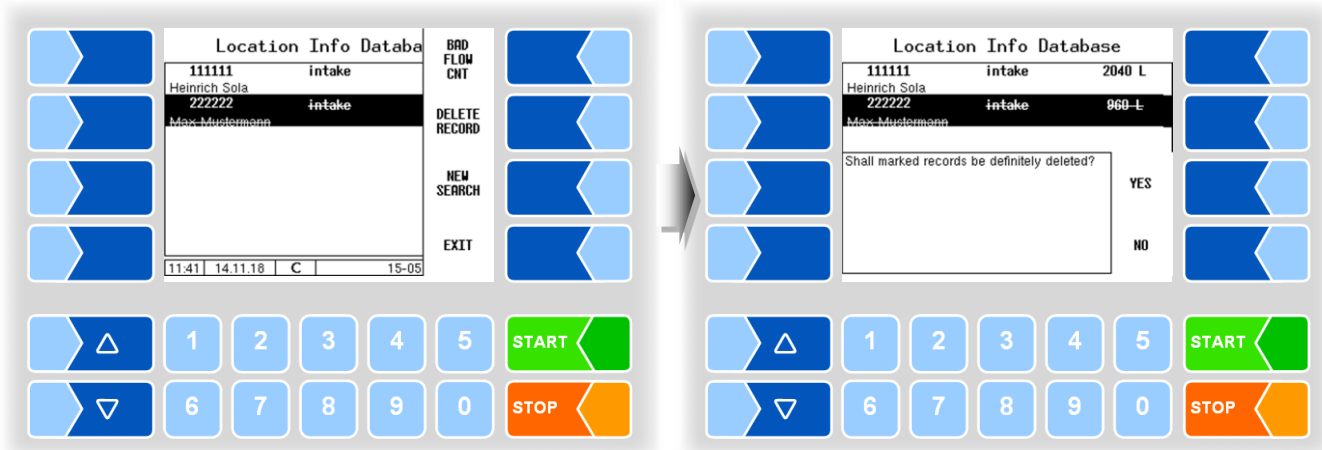 Location Info Databa
BAD
FLOW
CNT
111111 intake
Heinrich Sola
222222 intake
Max Mustermann
DELETE
RECORD
NEW
SEARCH
EXIT
11:41 14.11.18 C 15-05
1 2 3 4 5 START
6 7 8 9 0 STOP
Location Info Database
111111 intake 2040 L
Heinrich Sola
222222 intake 960 L
Max Mustermann
Shall marked records be definitely deleted?
YES
NO
1 2 3 4 5 START
6 7 8 9 0 STOP